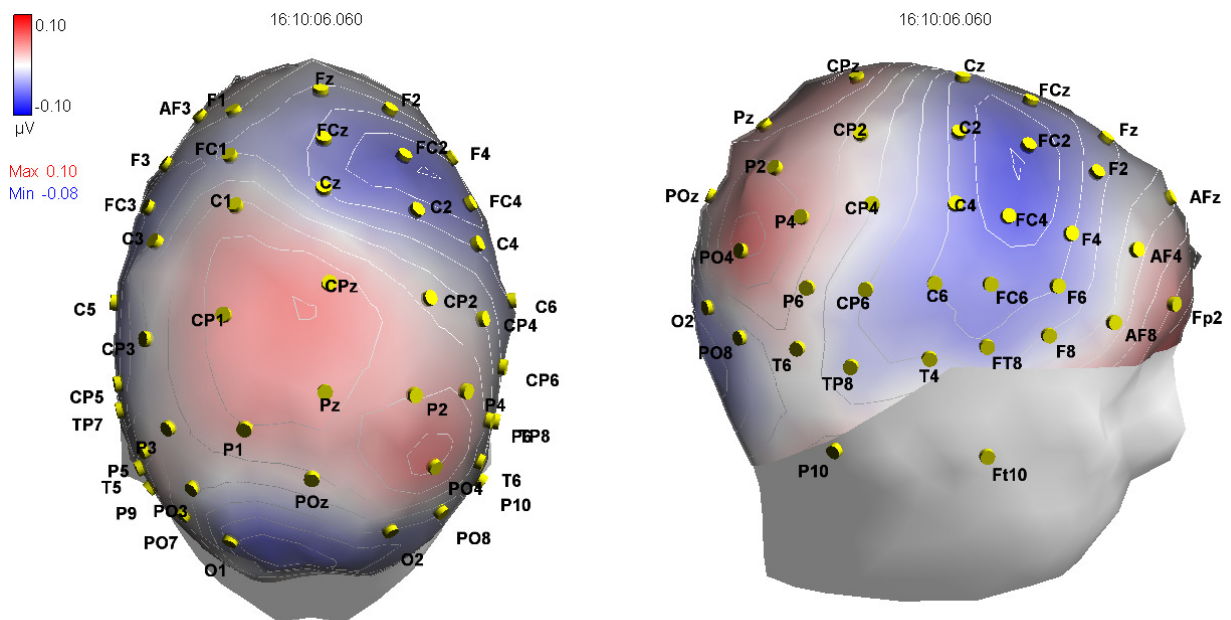 16:10:06.060
0.10
-0.10
µV
Max 0.10
Min -0.08
Fz
F1
F2
AF3
FCz
FC1
FC2
F4
F3
Cz
C1
C2
FC4
FC3
C3
C4
CPz
CP2
C6
C5
CP1
CP4
CP3
CP6
CP5
Pz
P2
P4
TP7
P6
TP8
P3
P1
P5
PO4
T6
T5
POz
P10
P9
PO3
PO7
PO8
O1
O2
16:10:06.060
CPz
Cz
FCz
Pz
CP2
C2
FC2
Fz
P2
F2
POz
CP4
C4
AFz
P4
FC4
F4
PO4
AF4
P6
CP6
C6
FC6
F6
O2
Fp2
PO8
AF8
T6
F8
TP8
T4
FT8
P10
Ft10